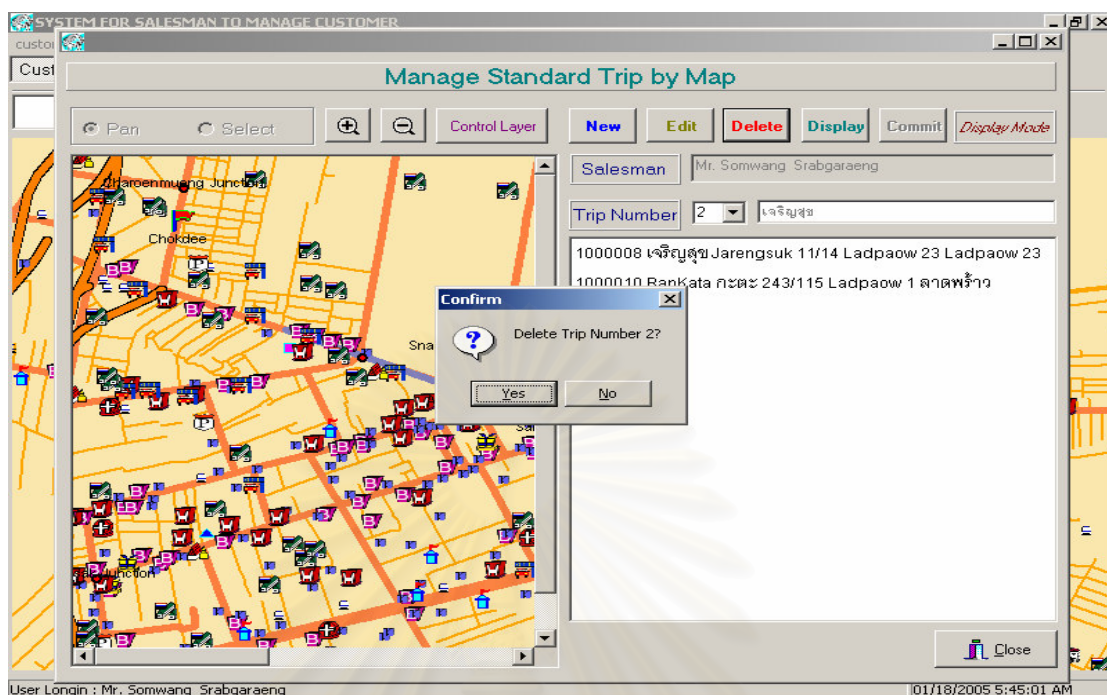 SYSTEM FOR SALESMAN TO MANAGE CUSTOMER
custo
Cust
Manage Standard Trip by Map
Pan Select Control Layer New Edit Delete Display Commit Display Mode
Salesman Mr. Somwang Srabgaraeng
Trip Number 2 เจริญสุข
1000008 เจริญสุข Jarengsuk 11/14 Ladpaow 23 Ladpaow 23
1000010 RanKata กะตะ 243/115 Ladpaow 1 ลาดพร้าว
Charoenmuang Junction
Chokdee
Sna
Junction
Confirm
Delete Trip Number 2?
Yes No
Close
User Longin : Mr. Somwang Srabgaraeng 01/18/2005 5:45:01 AM